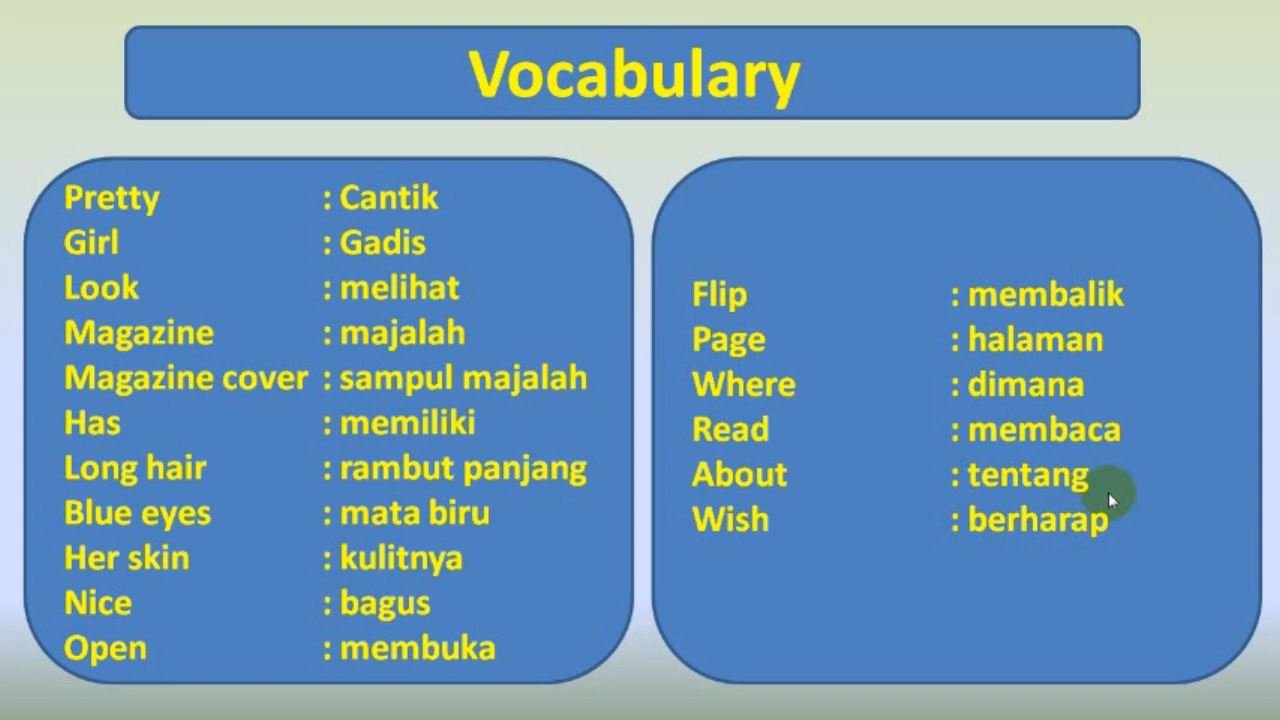 Vocabulary
Pretty : Cantik
Girl : Gadis
Look : melihat
Magazine : majalah
Magazine cover : sampul majalah
Has : memiliki
Long hair : rambut panjang
Blue eyes : mata biru
Her skin : kulitnya
Nice : bagus
Open : membuka
Flip : membalik
Page : halaman
Where : dimana
Read : membaca
About : tentang
Wish : berharap